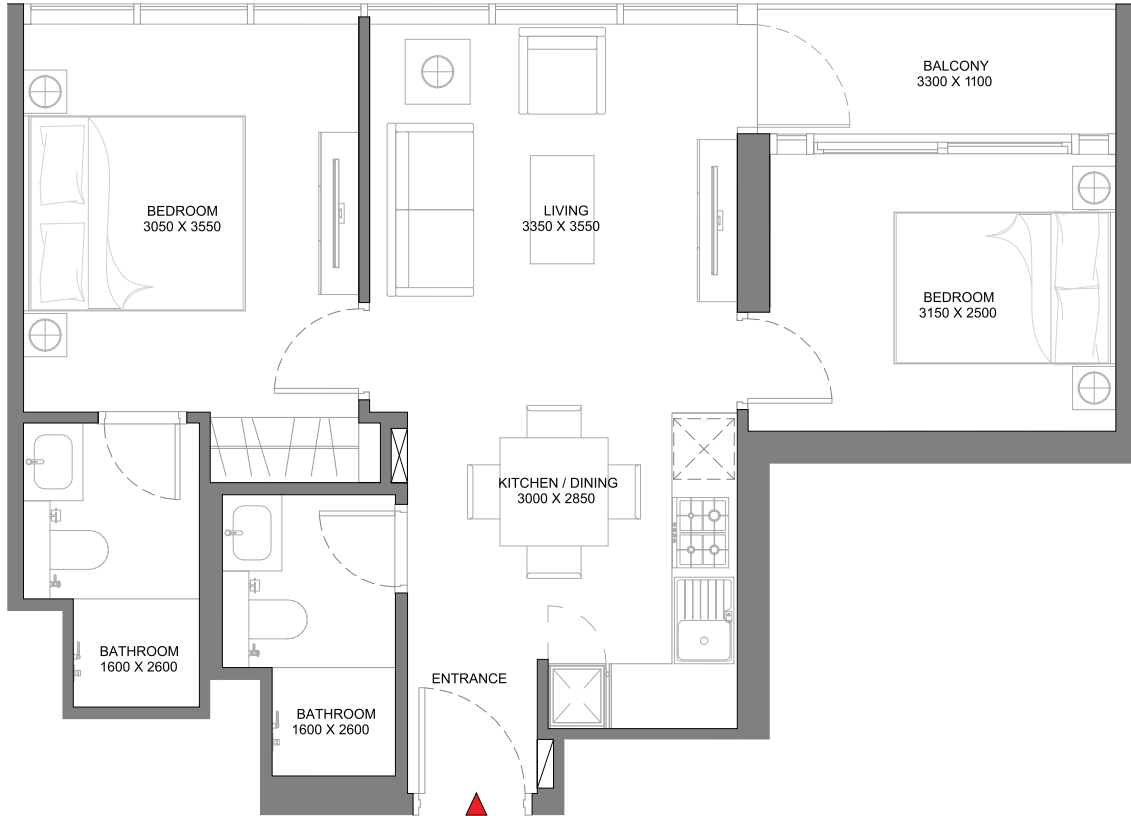 BALCONY
3300 X 1100
BEDROOM
3050 X 3550
LIVING
3350 X 3550
BEDROOM
3150 X 2500
KITCHEN / DINING
3000 X 2850
BATHROOM
1600 X 2600
ENTRANCE
BATHROOM
1600 X 2600